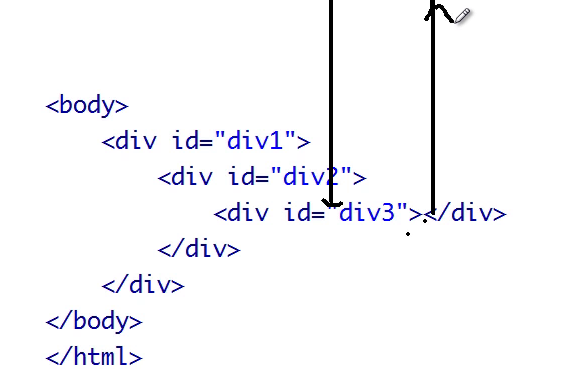 <body>
<div id="div1">
<div id="div2">
<div id="div3"></div>
</div>
</div>
</body>
</html>